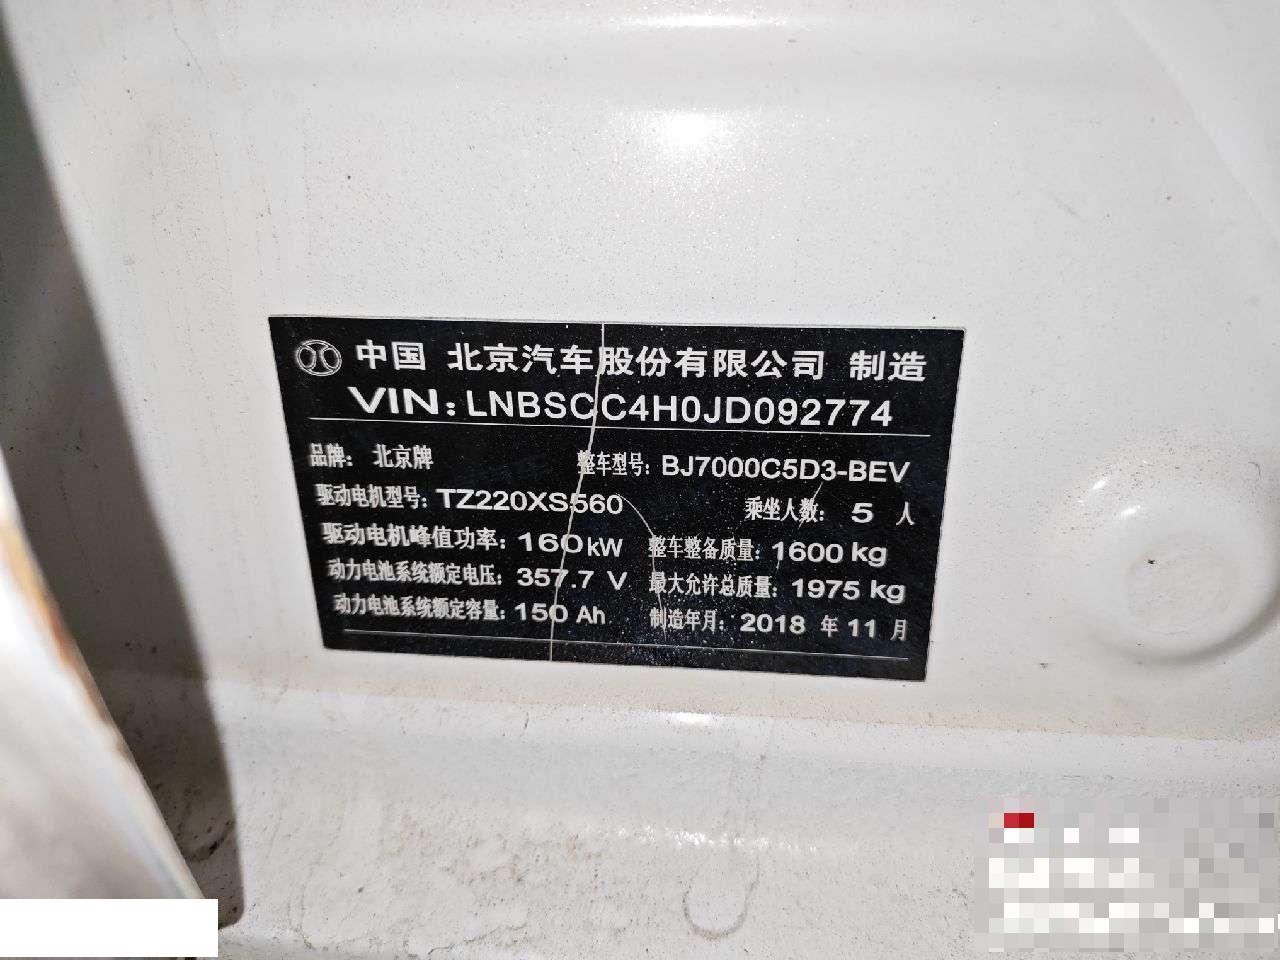 中国 北京汽车股份有限公司 制造
VIN: LNBSCC4H0JD092774
品牌: 北京牌 整车型号: BJ7000C5D3-BEV
驱动电机型号: TZ220XS560 乘坐人数: 5 人
驱动电机峰值功率: 160kW 整车整备质量: 1600 kg
动力电池系统额定电压: 357.7 V 最大允许总质量: 1975 kg
动力电池系统额定容量: 150 Ah 制造年月: 2018 年 11 月